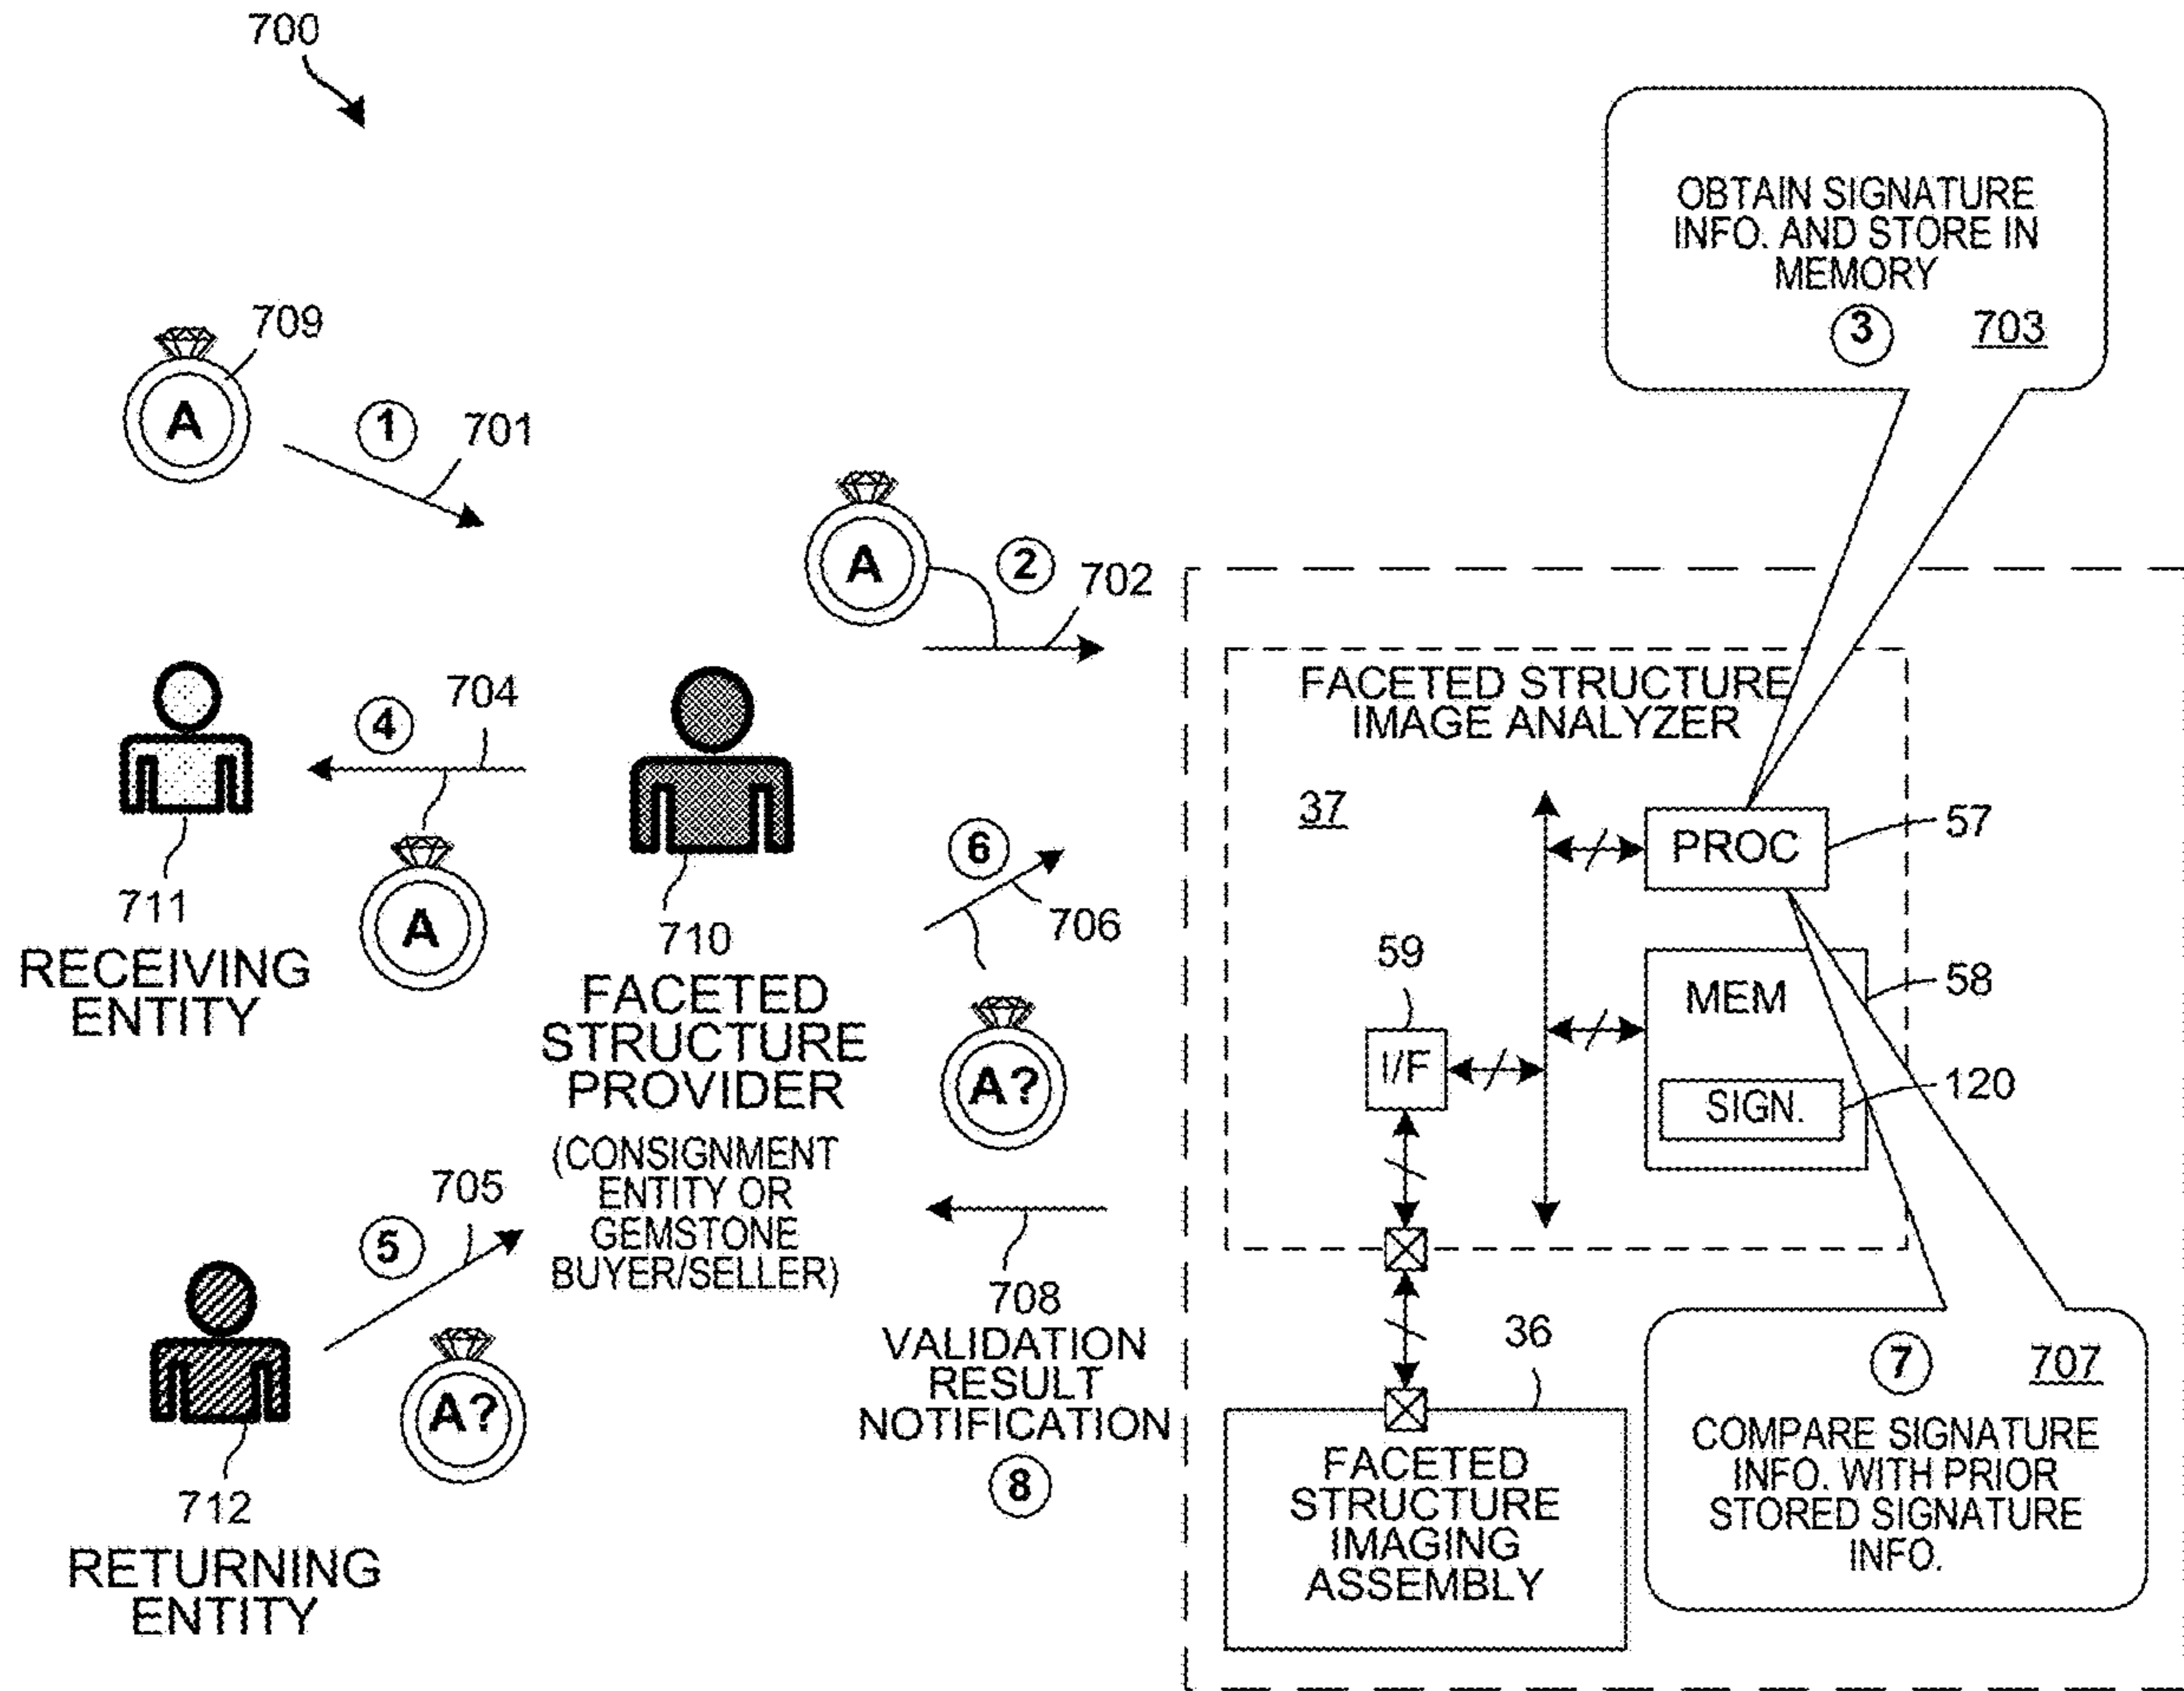 700
OBTAIN SIGNATURE
INFO. AND STORE IN
MEMORY
3
703
709
A
1
701
A
2
702
FACETED STRUCTURE
IMAGE ANALYZER
37
PROC
57
4
704
711
RECEIVING
ENTITY
A
710
FACETED
STRUCTURE
PROVIDER
(CONSIGNMENT
ENTITY OR
GEMSTONE
BUYER/SELLER)
6
706
A?
59
I/F
MEM
58
SIGN.
120
5
705
A?
712
RETURNING
ENTITY
708
VALIDATION
RESULT
NOTIFICATION
8
36
FACETED
STRUCTURE
IMAGING
ASSEMBLY
7
707
COMPARE SIGNATURE
INFO. WITH PRIOR
STORED SIGNATURE
INFO.